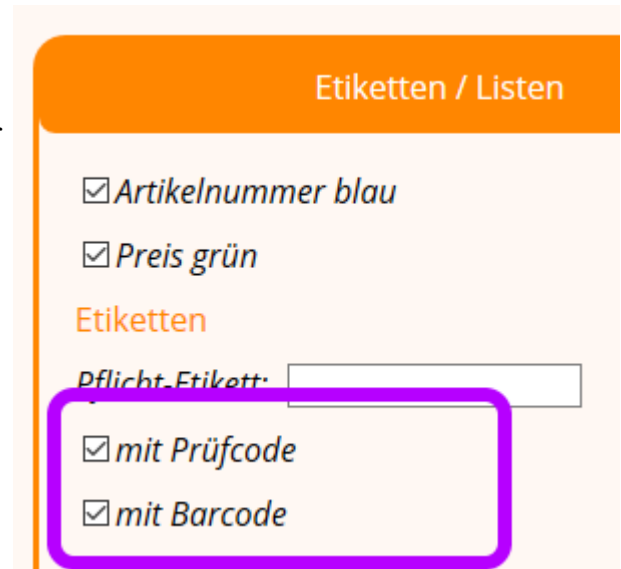 Etiketten / Listen
Artikelnummer blau
Preis grün
Etiketten
Pflicht-Etikett:
mit Prüfcode
mit Barcode